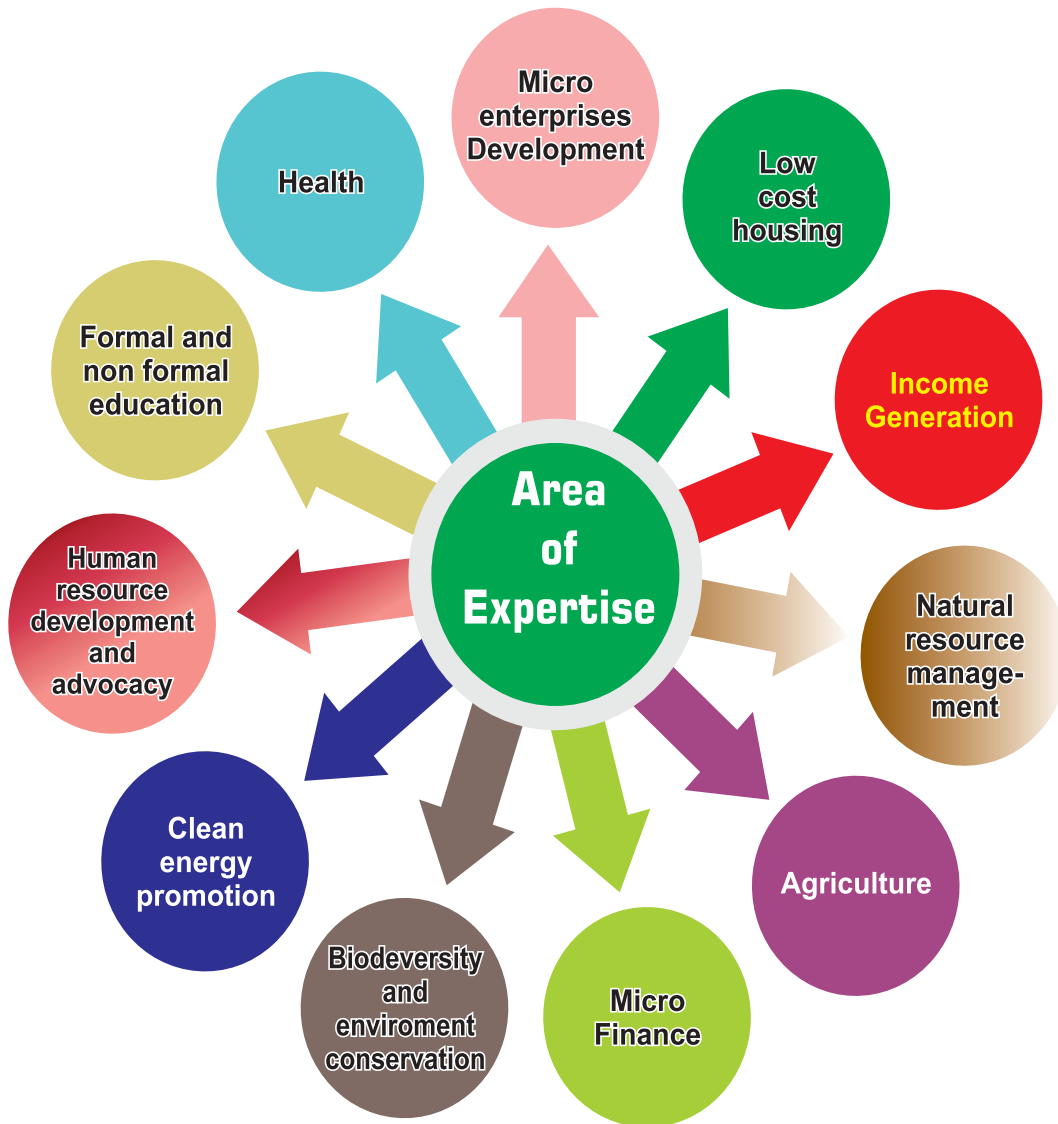 Area
of
Expertise
Micro
enterprises
Development
Low
cost
housing
Income
Generation
Natural
resource
manage-
ment
Agriculture
Micro
Finance
Biodeversity
and
enviroment
conservation
Clean
energy
promotion
Human
resource
development
and
advocacy
Formal and
non formal
education
Health